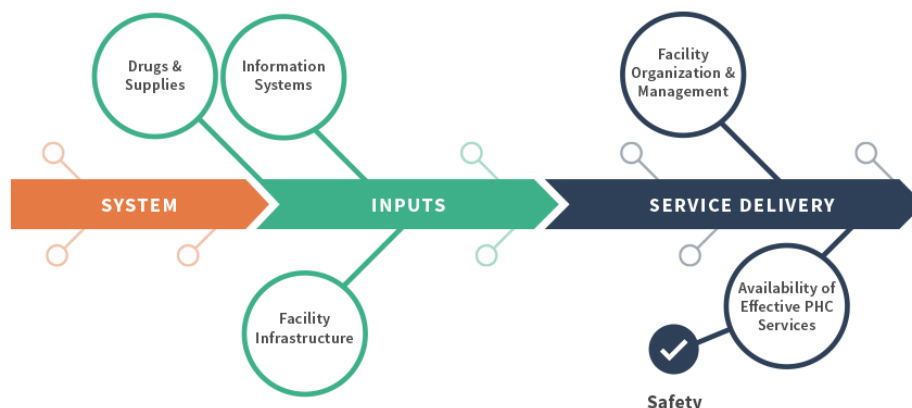 Drugs &
Supplies
Information
Systems
Facility
Organization &
Management
SYSTEM
INPUTS
SERVICE DELIVERY
Facility
Infrastructure
Availability of
Effective PHC
Services
Safety